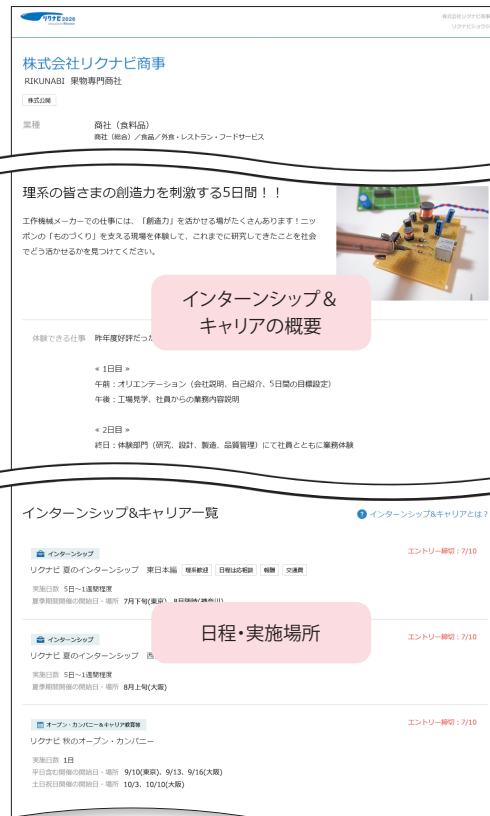 リクナビ2026
株式会社リクナビ商事
株式会社リクナビ商事
RIKUNABI 果物専門商社
株式公開
業種 商社（食料品）
商社（総合）／食品／外食・レストラン・フードサービス
理系の皆さまの創造力を刺激する5日間！！
工作機械メーカーでの仕事には、「創造力」を活かせる場がたくさんあります！ニッ
ポンの「ものづくり」を支える現場を体験して、これまでに研究してきたことを社会
でどう活かせるかを見つけてください。
インターンシップ＆
キャリアの概要
体験できる仕事 昨年度好評だった
« 1日目 »
午前：オリエンテーション（会社説明、自己紹介、5日間の目標設定）
午後：工場見学、社員からの業務内容説明
« 2日目 »
終日：体験部門（研究、設計、製造、品質管理）にて社員とともに業務体験
インターンシップ&キャリア一覧
? インターンシップ&キャリアとは？
インターンシップ
エントリー締切：7/10
リクナビ 夏のインターンシップ 東日本編 理系歓迎 日程は応相談 報酬 交通費
実施日数 5日～1週間程度
夏季期間開催の開始日・場所 7月下旬(東京)、8月随時(神奈川)
日程・実施場所
インターンシップ
エントリー締切：7/10
リクナビ 夏のインターンシップ 西
実施日数 5日～1週間程度
夏季期間開催の開始日・場所 8月上旬(大阪)
オープン・カンパニー＆キャリア教育等
エントリー締切：7/10
リクナビ 秋のオープン・カンパニー
実施日数 1日
平日含む開催の開始日・場所 9/10(東京)、9/13、9/16(大阪)
土日祝日開催の開始日・場所 10/3、10/10(大阪)